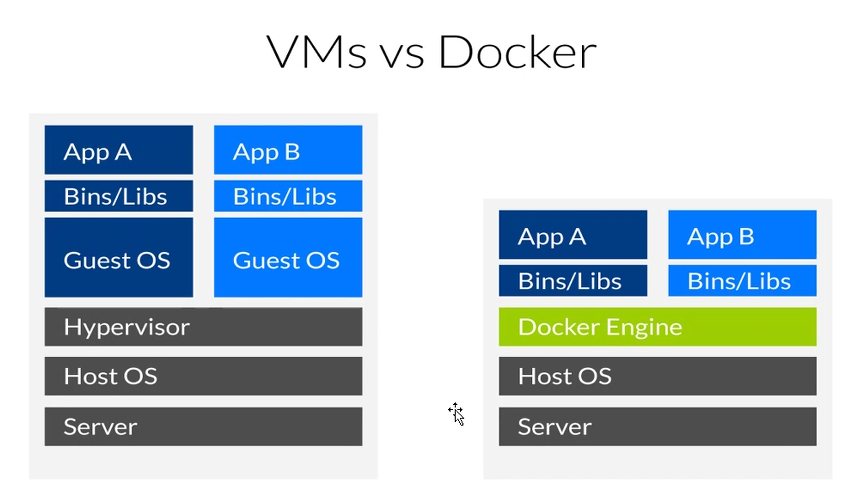 VMs vs Docker
App A
App B
Bins/Libs
Bins/Libs
Guest OS
Guest OS
Hypervisor
Host OS
Server
App A
App B
Bins/Libs
Bins/Libs
Docker Engine
Host OS
Server